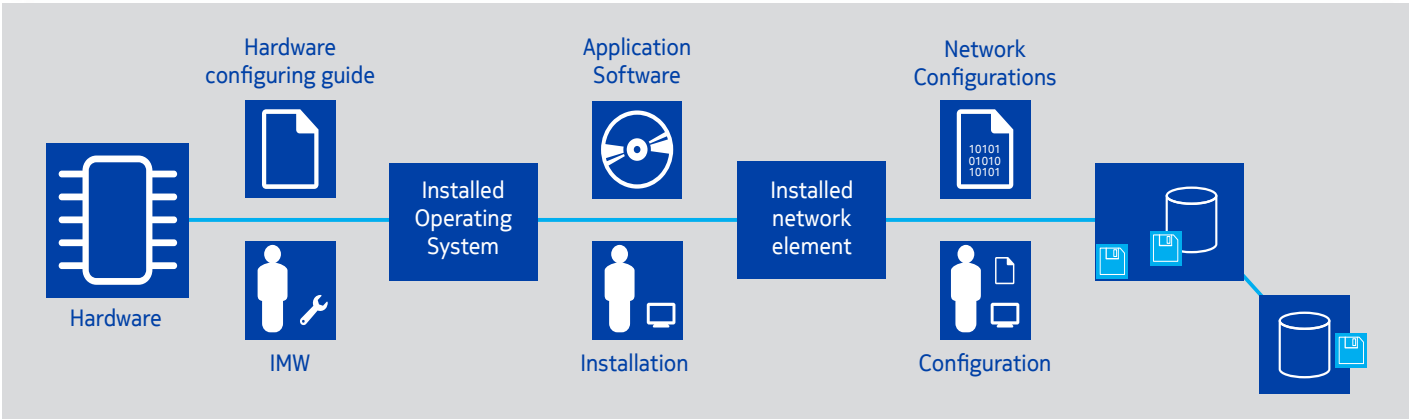 Hardware
configuring guide
Application
Software
Network
Configurations
10101
01010
10101
Installed
Operating
System
Installed
network
element
Hardware
IMW
Installation
Configuration